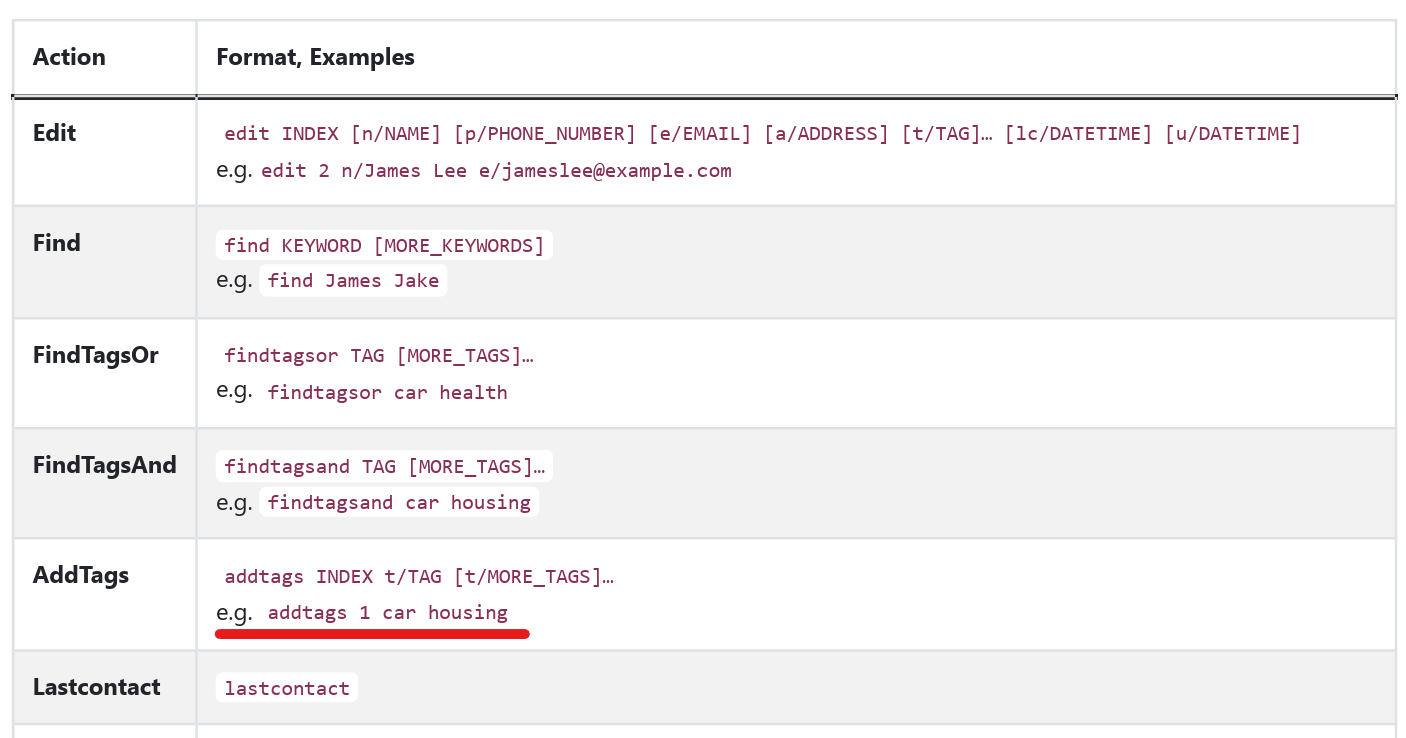 Action
Format, Examples
Edit
edit INDEX [n/NAME] [p/PHONE_NUMBER] [e/EMAIL] [a/ADDRESS] [t/TAG]… [lc/DATETIME] [u/DATETIME]
e.g. edit 2 n/James Lee e/jameslee@example.com
Find
find KEYWORD [MORE_KEYWORDS]
e.g. find James Jake
FindTagsOr
findtagsor TAG [MORE_TAGS]…
e.g. findtagsor car health
FindTagsAnd
findtagsand TAG [MORE_TAGS]…
e.g. findtagsand car housing
AddTags
addtags INDEX t/TAG [t/MORE_TAGS]…
e.g. addtags 1 car housing
Lastcontact
lastcontact